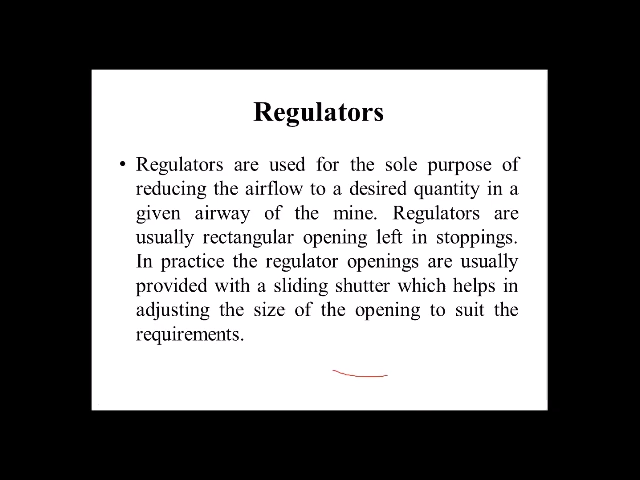 Regulators
• Regulators are used for the sole purpose of
reducing the airflow to a desired quantity in a
given airway of the mine. Regulators are
usually rectangular opening left in stoppings.
In practice the regulator openings are usually
provided with a sliding shutter which helps in
adjusting the size of the opening to suit the
requirements.